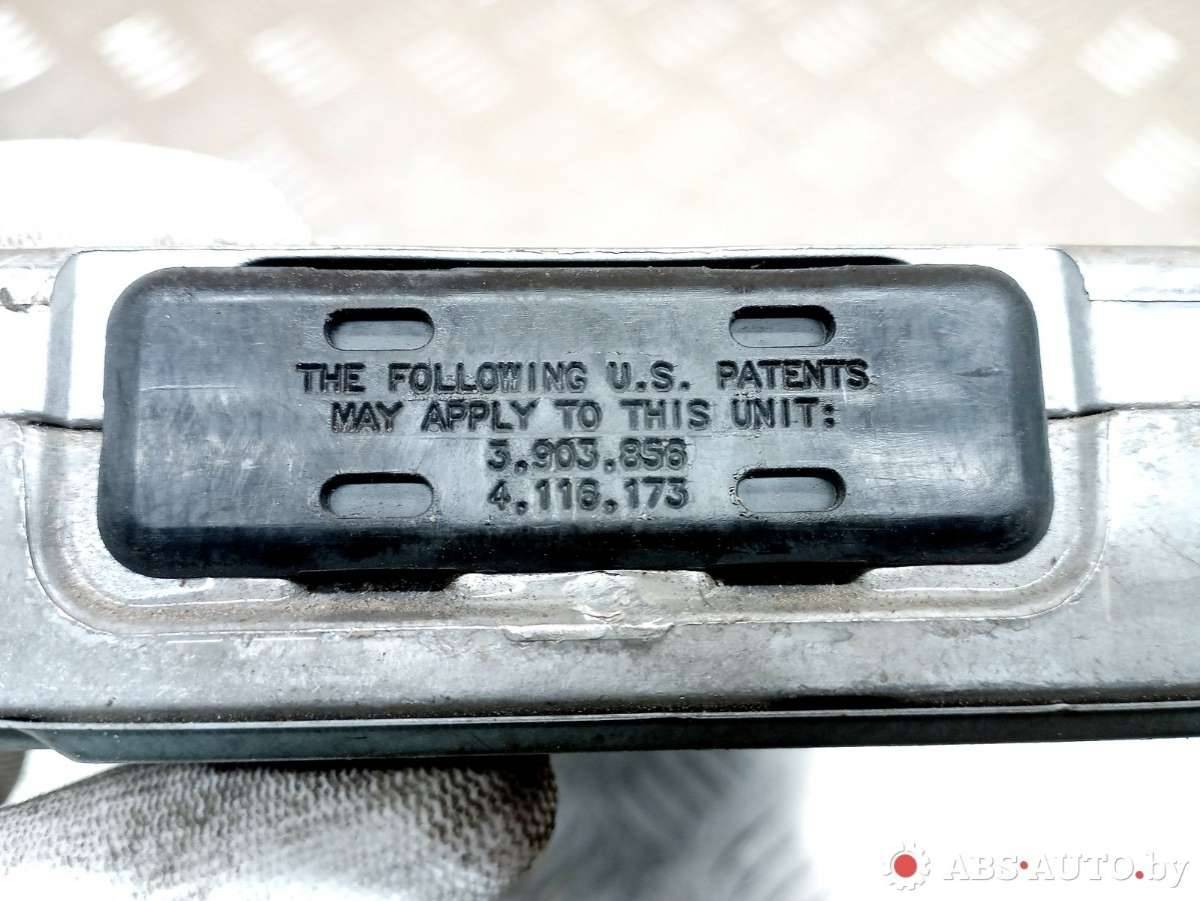 THE FOLLOWING U.S. PATENTS
MAY APPLY TO THIS UNIT:
3.903.856
4.116.173
ABS-AUTO.by